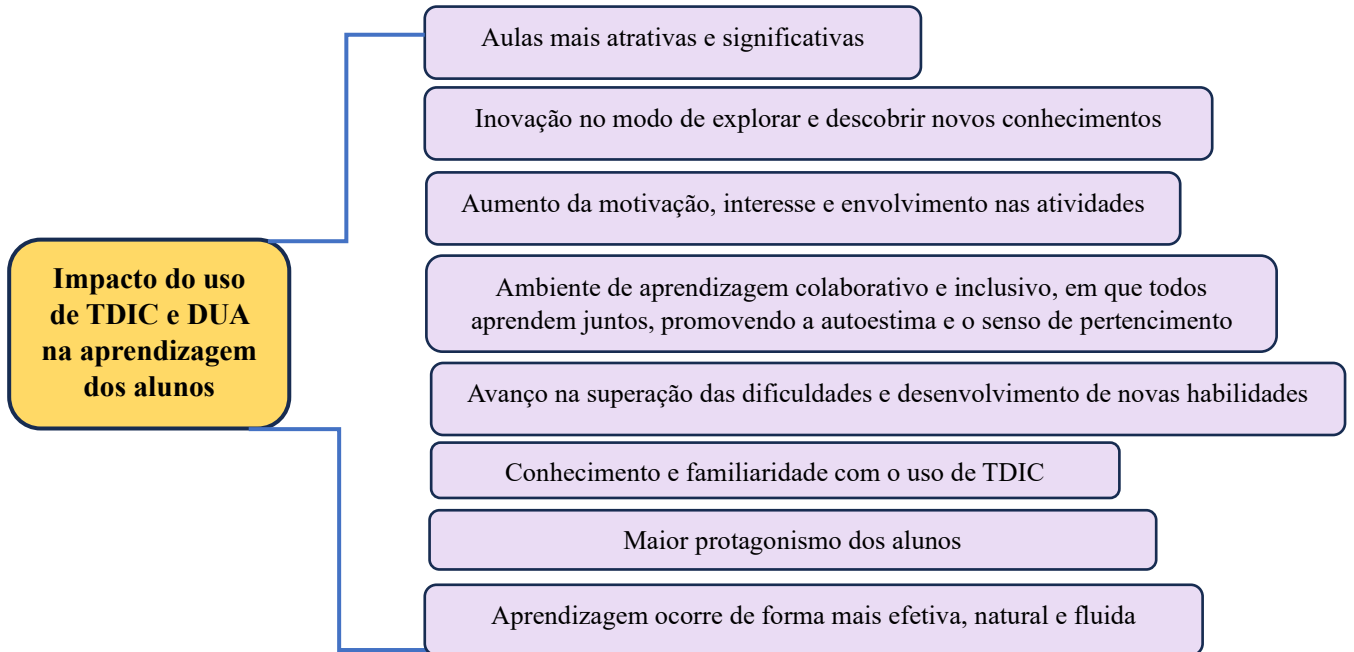 Aulas mais atrativas e significativas
Inovação no modo de explorar e descobrir novos conhecimentos
Aumento da motivação, interesse e envolvimento nas atividades
Impacto do uso
de TDIC e DUA
na aprendizagem
dos alunos
Ambiente de aprendizagem colaborativo e inclusivo, em que todos
aprendem juntos, promovendo a autoestima e o senso de pertencimento
Avanço na superação das dificuldades e desenvolvimento de novas habilidades
Conhecimento e familiaridade com o uso de TDIC
Maior protagonismo dos alunos
Aprendizagem ocorre de forma mais efetiva, natural e fluida